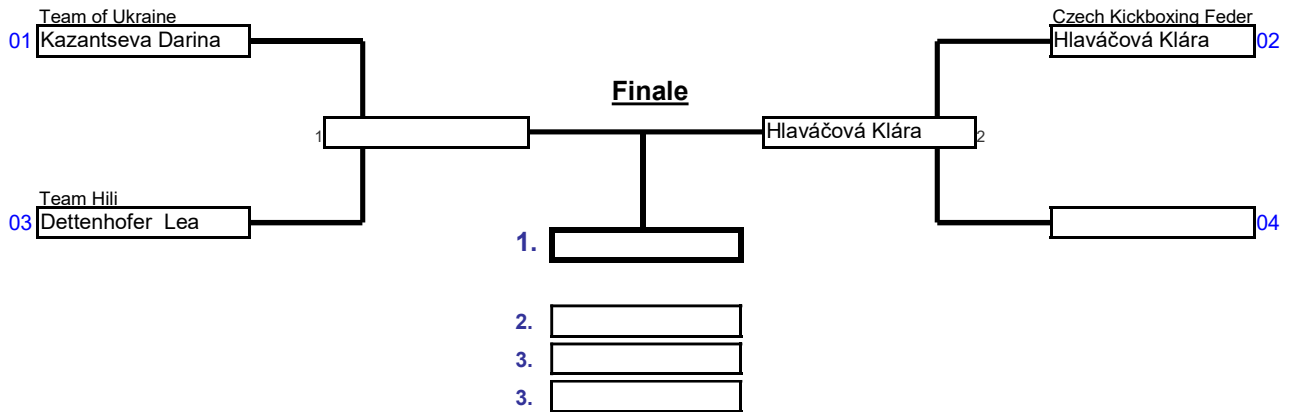 Team of Ukraine
01 Kazantseva Darina
Czech Kickboxing Feder
Hlaváčová Klára 02
Finale
1
Hlaváčová Klára 2
Team Hili
03 Dettenhofer Lea
04
1.
2.
3.
3.